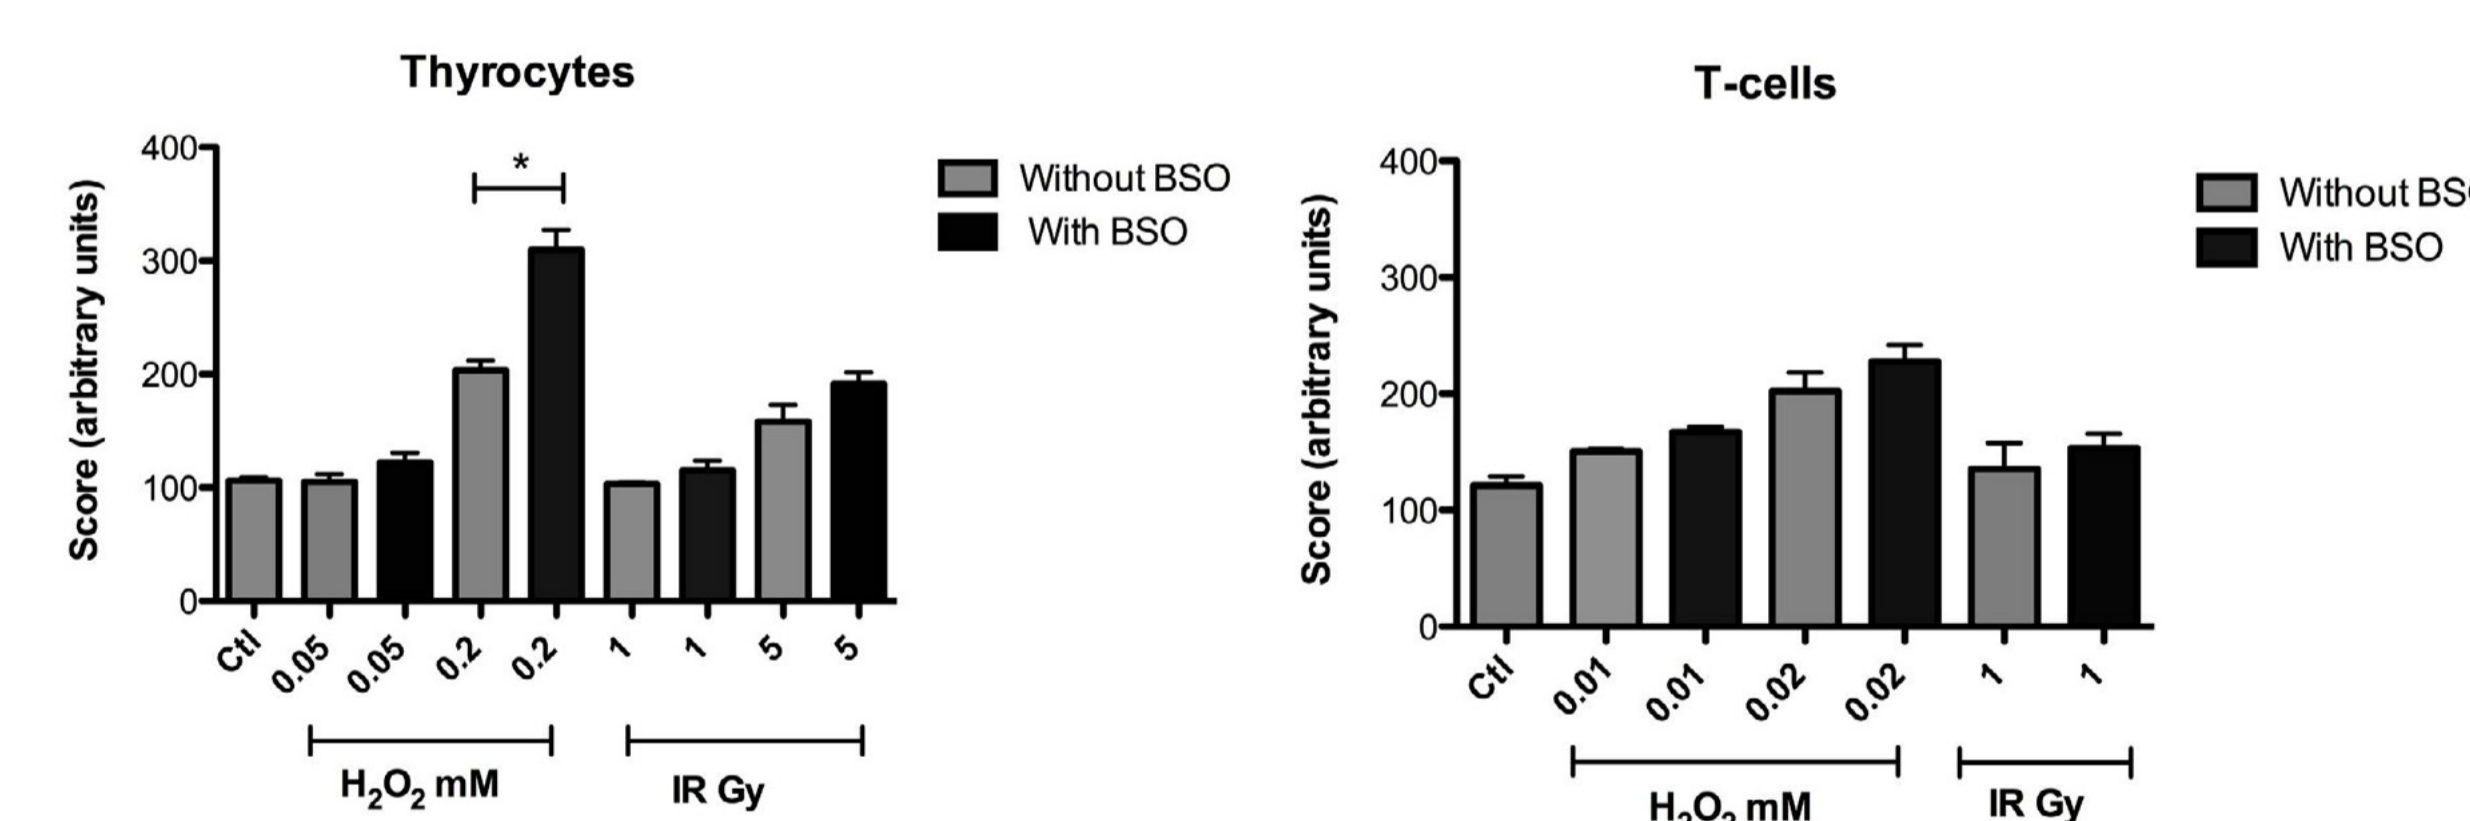 Thyrocytes
Score (arbitrary units)
400
300
200
100
0
*
Without BSO
With BSO
Ctl 0.05 0.05 0.2 0.2 1 1 5 5
H₂O₂ mM IR Gy
T-cells
Score (arbitrary units)
400
300
200
100
0
Without BS
With BSO
Ctl 0.01 0.01 0.02 0.02 1 1
H₂O₂ mM IR Gy